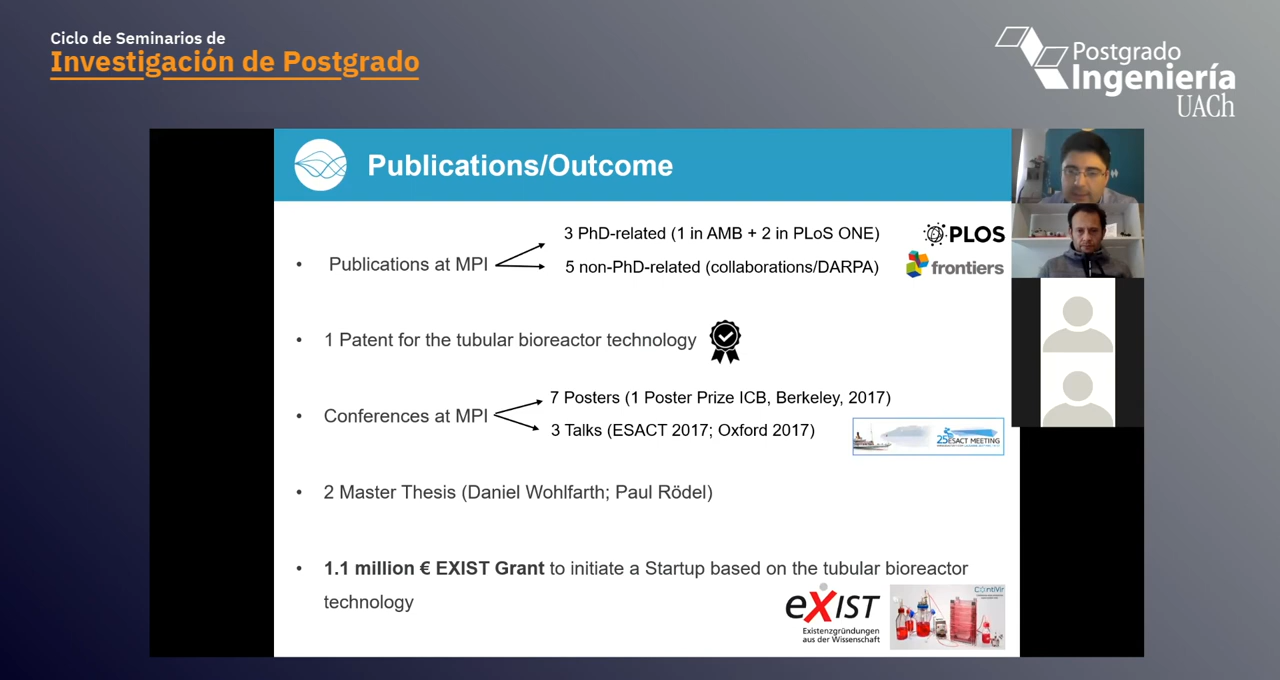 Ciclo de Seminarios de
Investigación de Postgrado
Postgrado
Ingeniería
UACh
Publications/Outcome
3 PhD-related (1 in AMB + 2 in PLoS ONE)
PLOS
• Publications at MPI
5 non-PhD-related (collaborations/DARPA)
frontiers
• 1 Patent for the tubular bioreactor technology
7 Posters (1 Poster Prize ICB, Berkeley, 2017)
• Conferences at MPI
3 Talks (ESACT 2017; Oxford 2017)
25 ESACT MEETING
• 2 Master Thesis (Daniel Wohlfarth; Paul Rödel)
• 1.1 million € EXIST Grant to initiate a Startup based on the tubular bioreactor
technology
eXIST
Existenzgründungen
aus der Wissenschaft
ContiVir